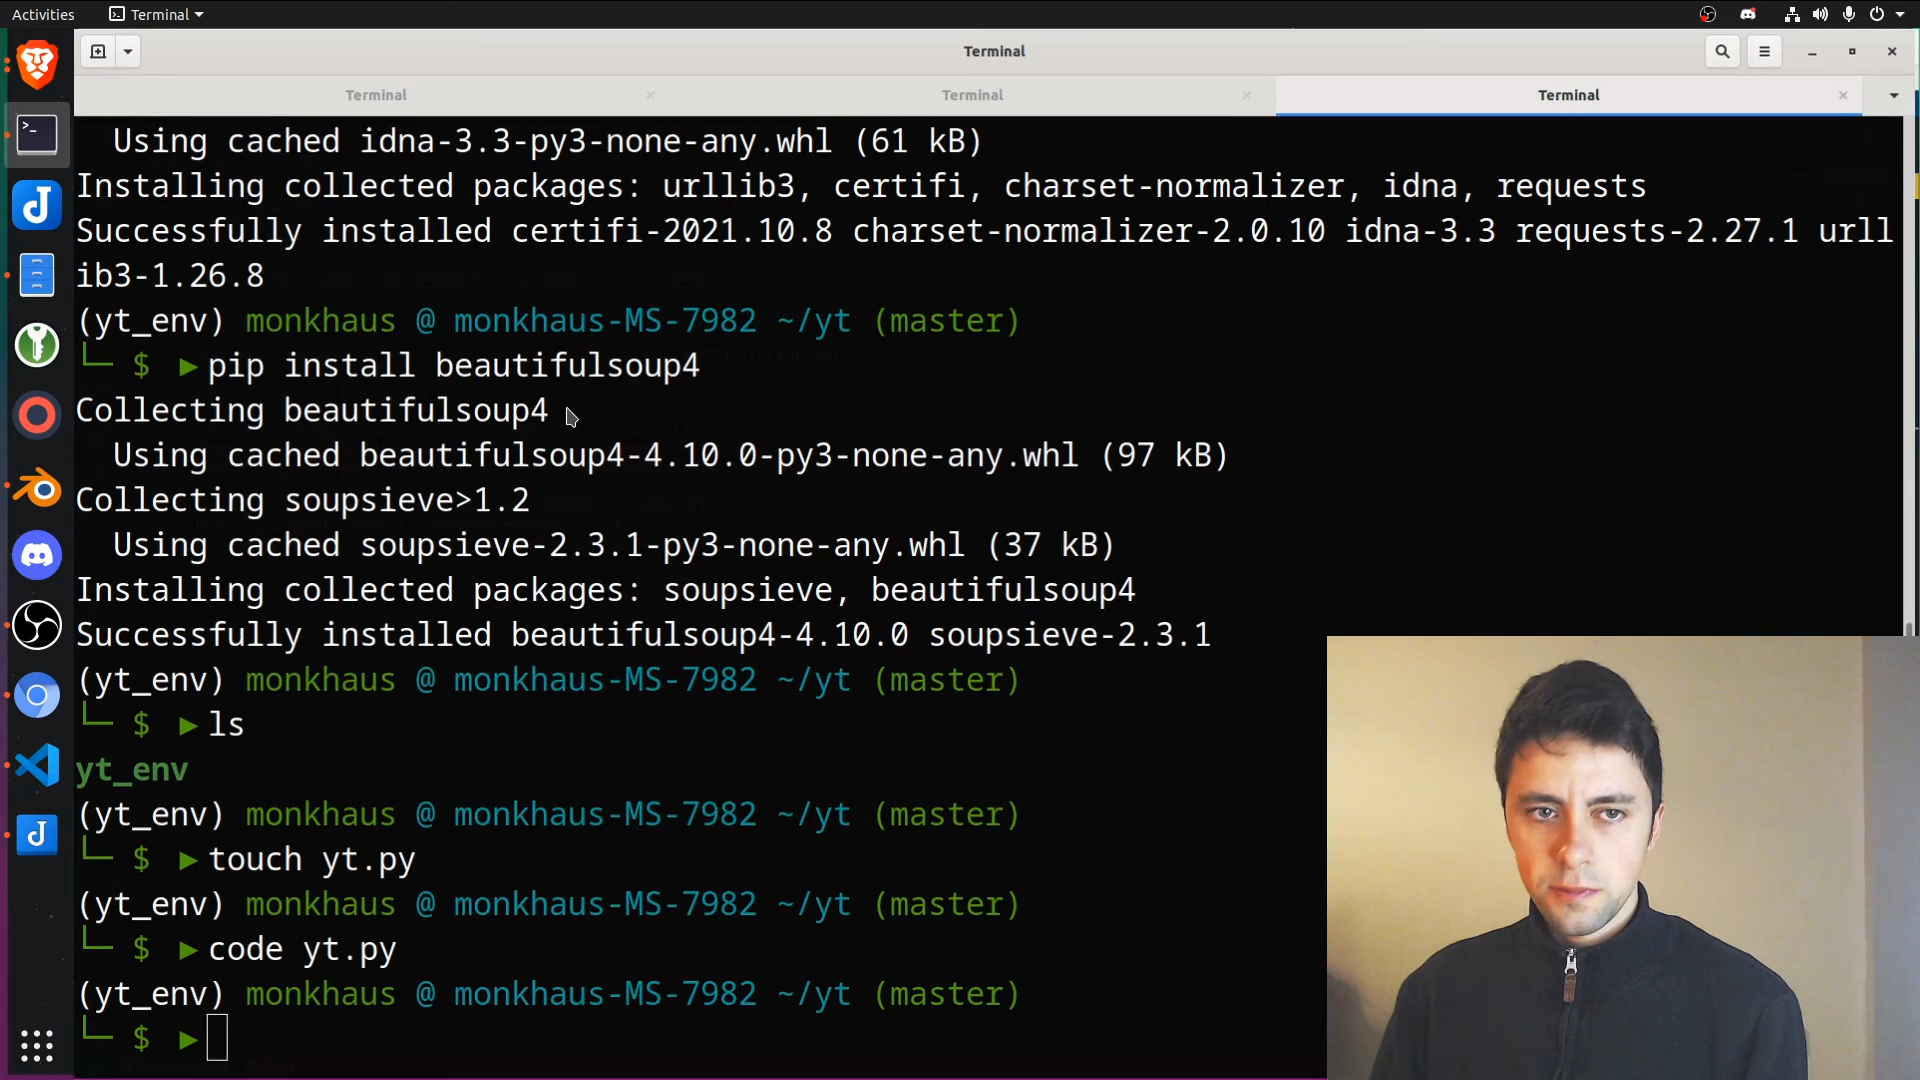 Activities
Terminal
Terminal
Terminal
Terminal
Terminal
Using cached idna-3.3-py3-none-any.whl (61 kB)
Installing collected packages: urllib3, certifi, charset-normalizer, idna, requests
Successfully installed certifi-2021.10.8 charset-normalizer-2.0.10 idna-3.3 requests-2.27.1 urll
ib3-1.26.8
(yt_env) monkhaus @ monkhaus-MS-7982 ~/yt (master)
└─ $ ▶ pip install beautifulsoup4
Collecting beautifulsoup4
Using cached beautifulsoup4-4.10.0-py3-none-any.whl (97 kB)
Collecting soupsieve>1.2
Using cached soupsieve-2.3.1-py3-none-any.whl (37 kB)
Installing collected packages: soupsieve, beautifulsoup4
Successfully installed beautifulsoup4-4.10.0 soupsieve-2.3.1
(yt_env) monkhaus @ monkhaus-MS-7982 ~/yt (master)
└─ $ ▶ ls
yt_env
(yt_env) monkhaus @ monkhaus-MS-7982 ~/yt (master)
└─ $ ▶ touch yt.py
(yt_env) monkhaus @ monkhaus-MS-7982 ~/yt (master)
└─ $ ▶ code yt.py
(yt_env) monkhaus @ monkhaus-MS-7982 ~/yt (master)
└─ $ ▶